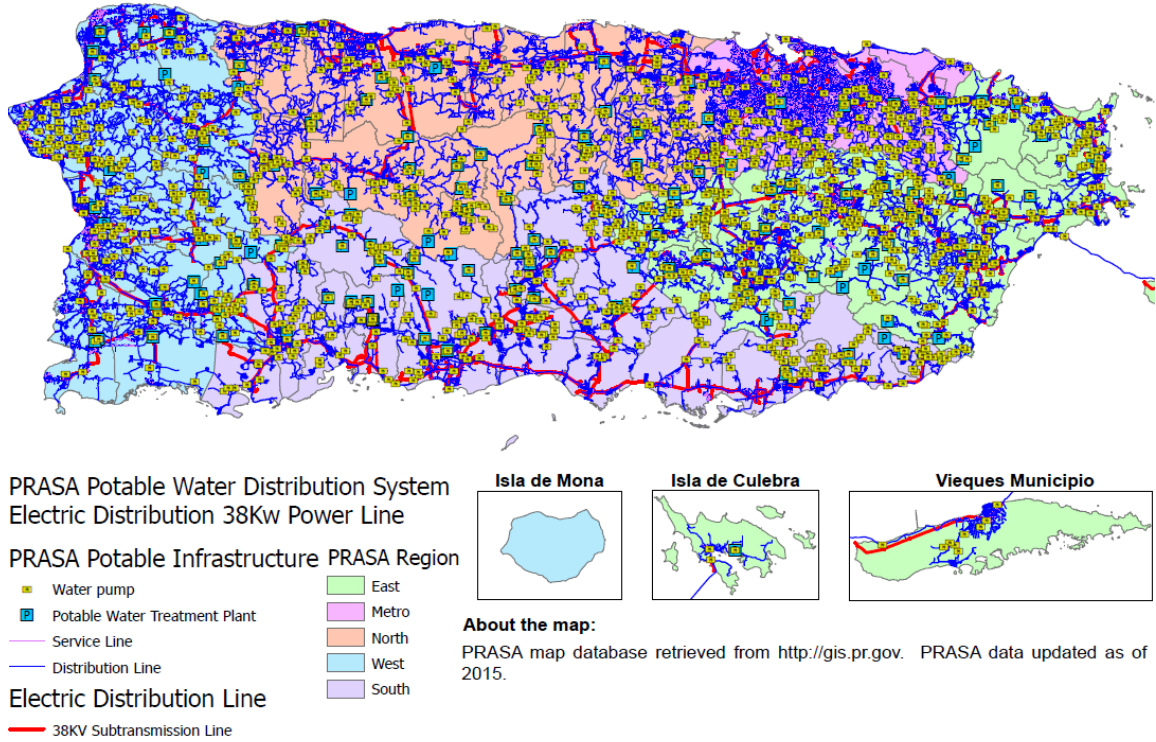 PRASA Potable Water Distribution System
Electric Distribution 38Kw Power Line
PRASA Potable Infrastructure
Water pump
P Potable Water Treatment Plant
Service Line
Distribution Line
Electric Distribution Line
38KV Subtransmission Line
PRASA Region
East
Metro
North
West
South
Isla de Mona
Isla de Culebra
Vieques Municipio
About the map:
PRASA map database retrieved from http://gis.pr.gov. PRASA data updated as of
2015.